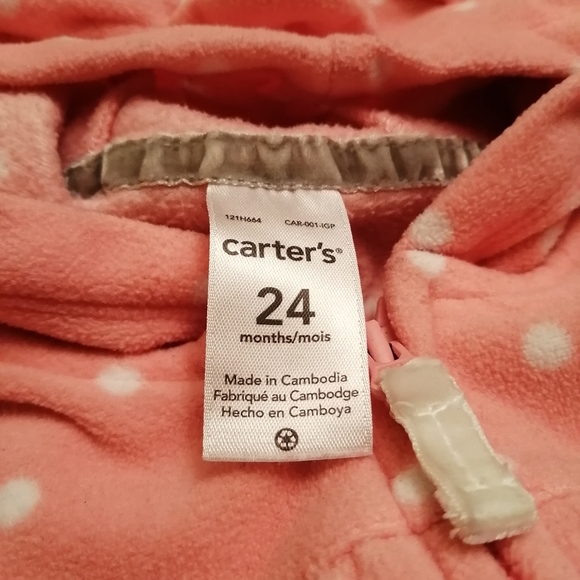 121H664 CAR-001-IGP
carter's®
24
months/mois
Made in Cambodia
Fabriqué au Cambodge
Hecho en Camboya